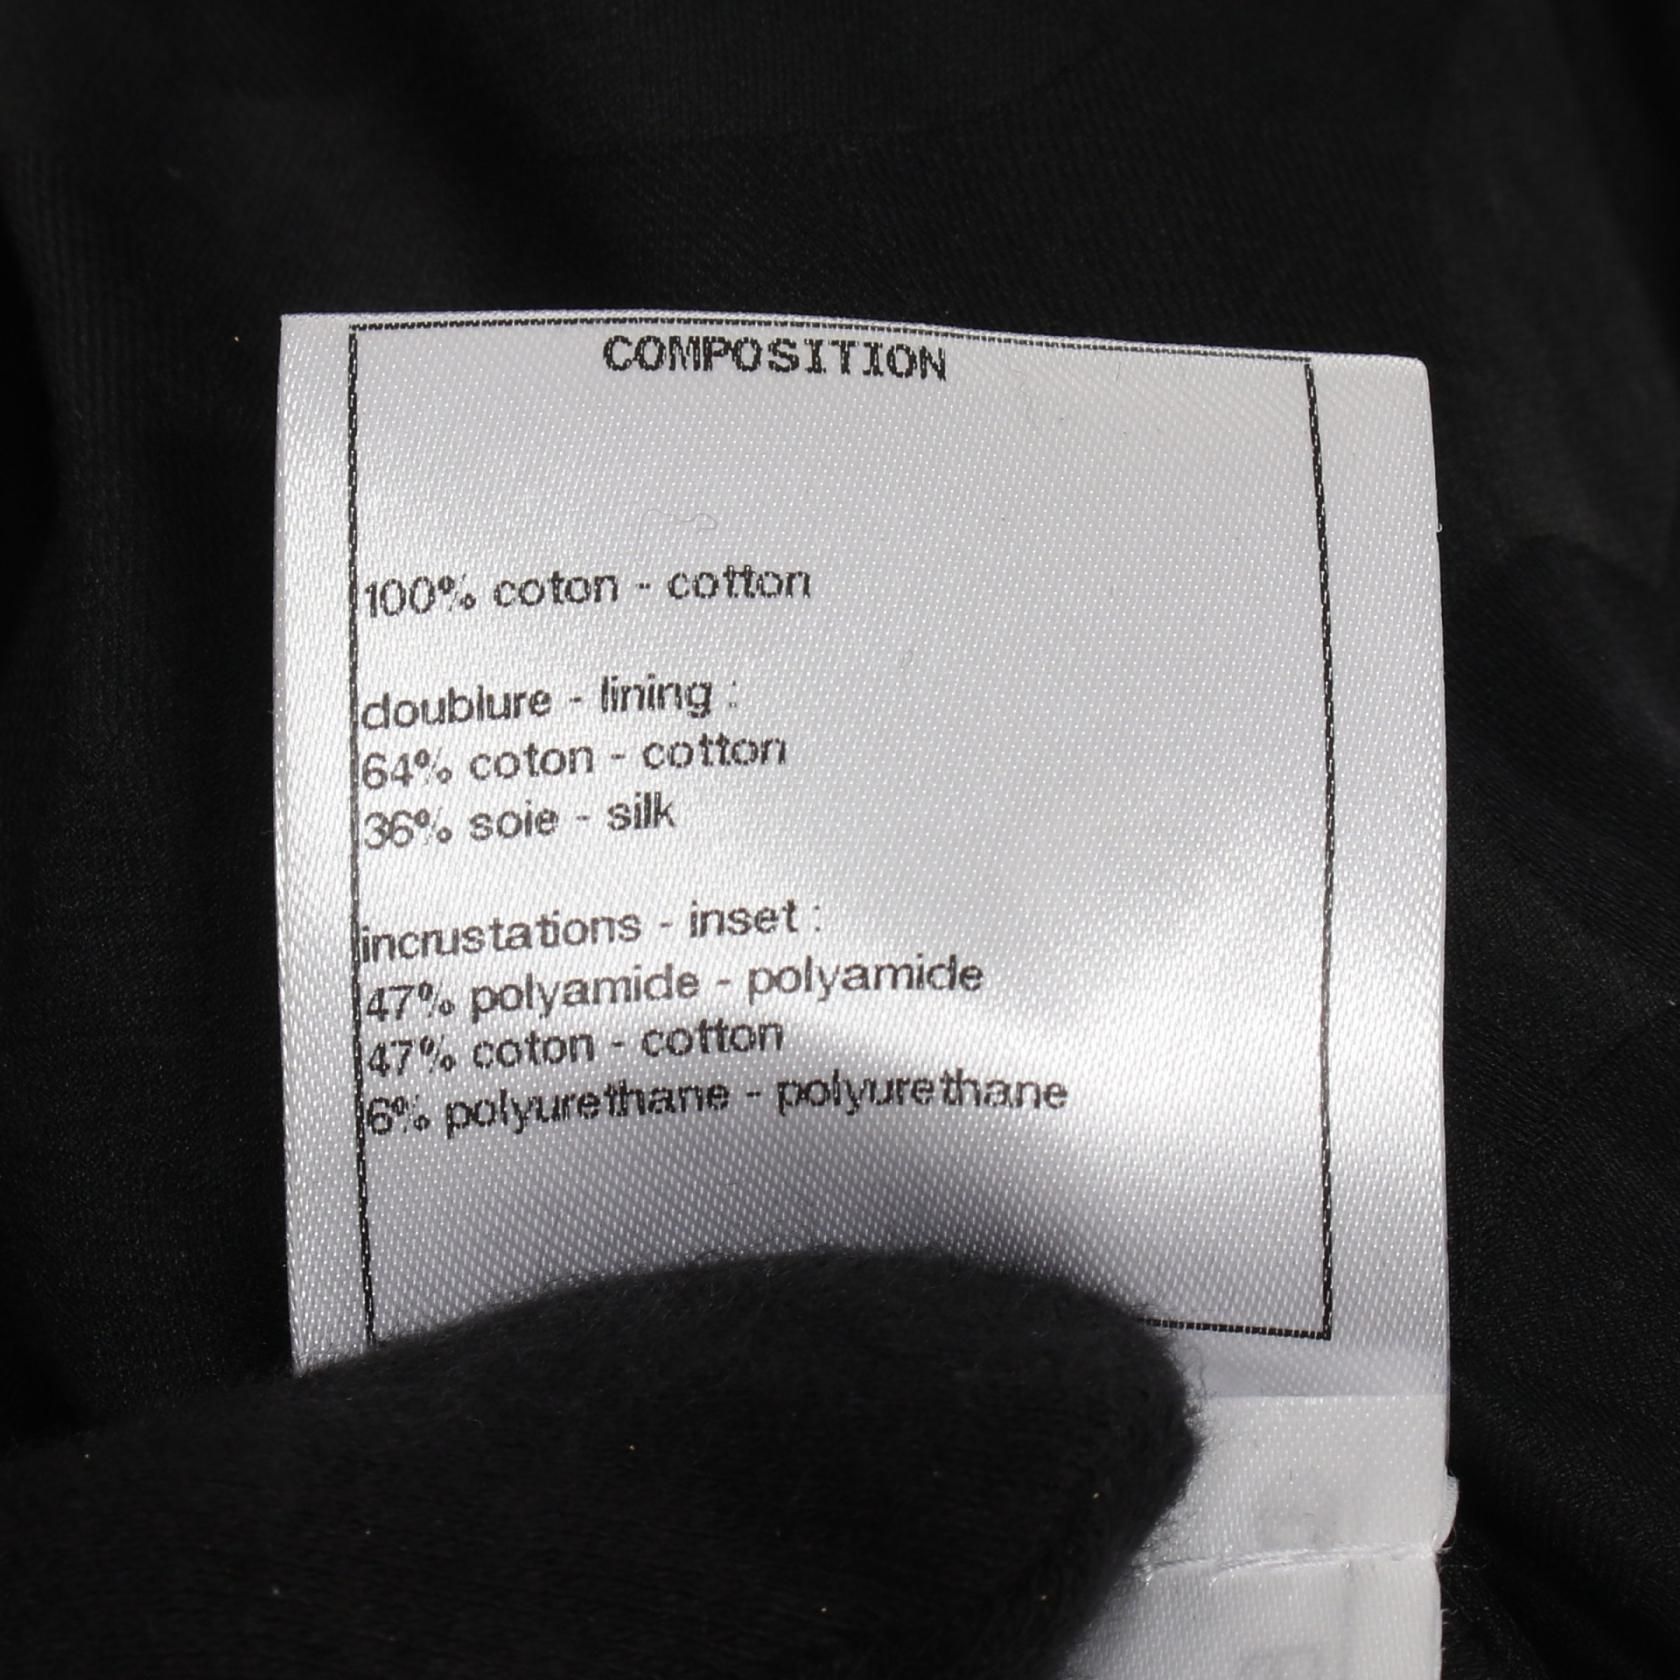 COMPOSITION
100% coton - cotton
doublure - lining :
64% coton - cotton
36% soie - silk
incrustations - inset :
47% polyamide - polyamide
47% coton - cotton
6% polyurethane - polyurethane